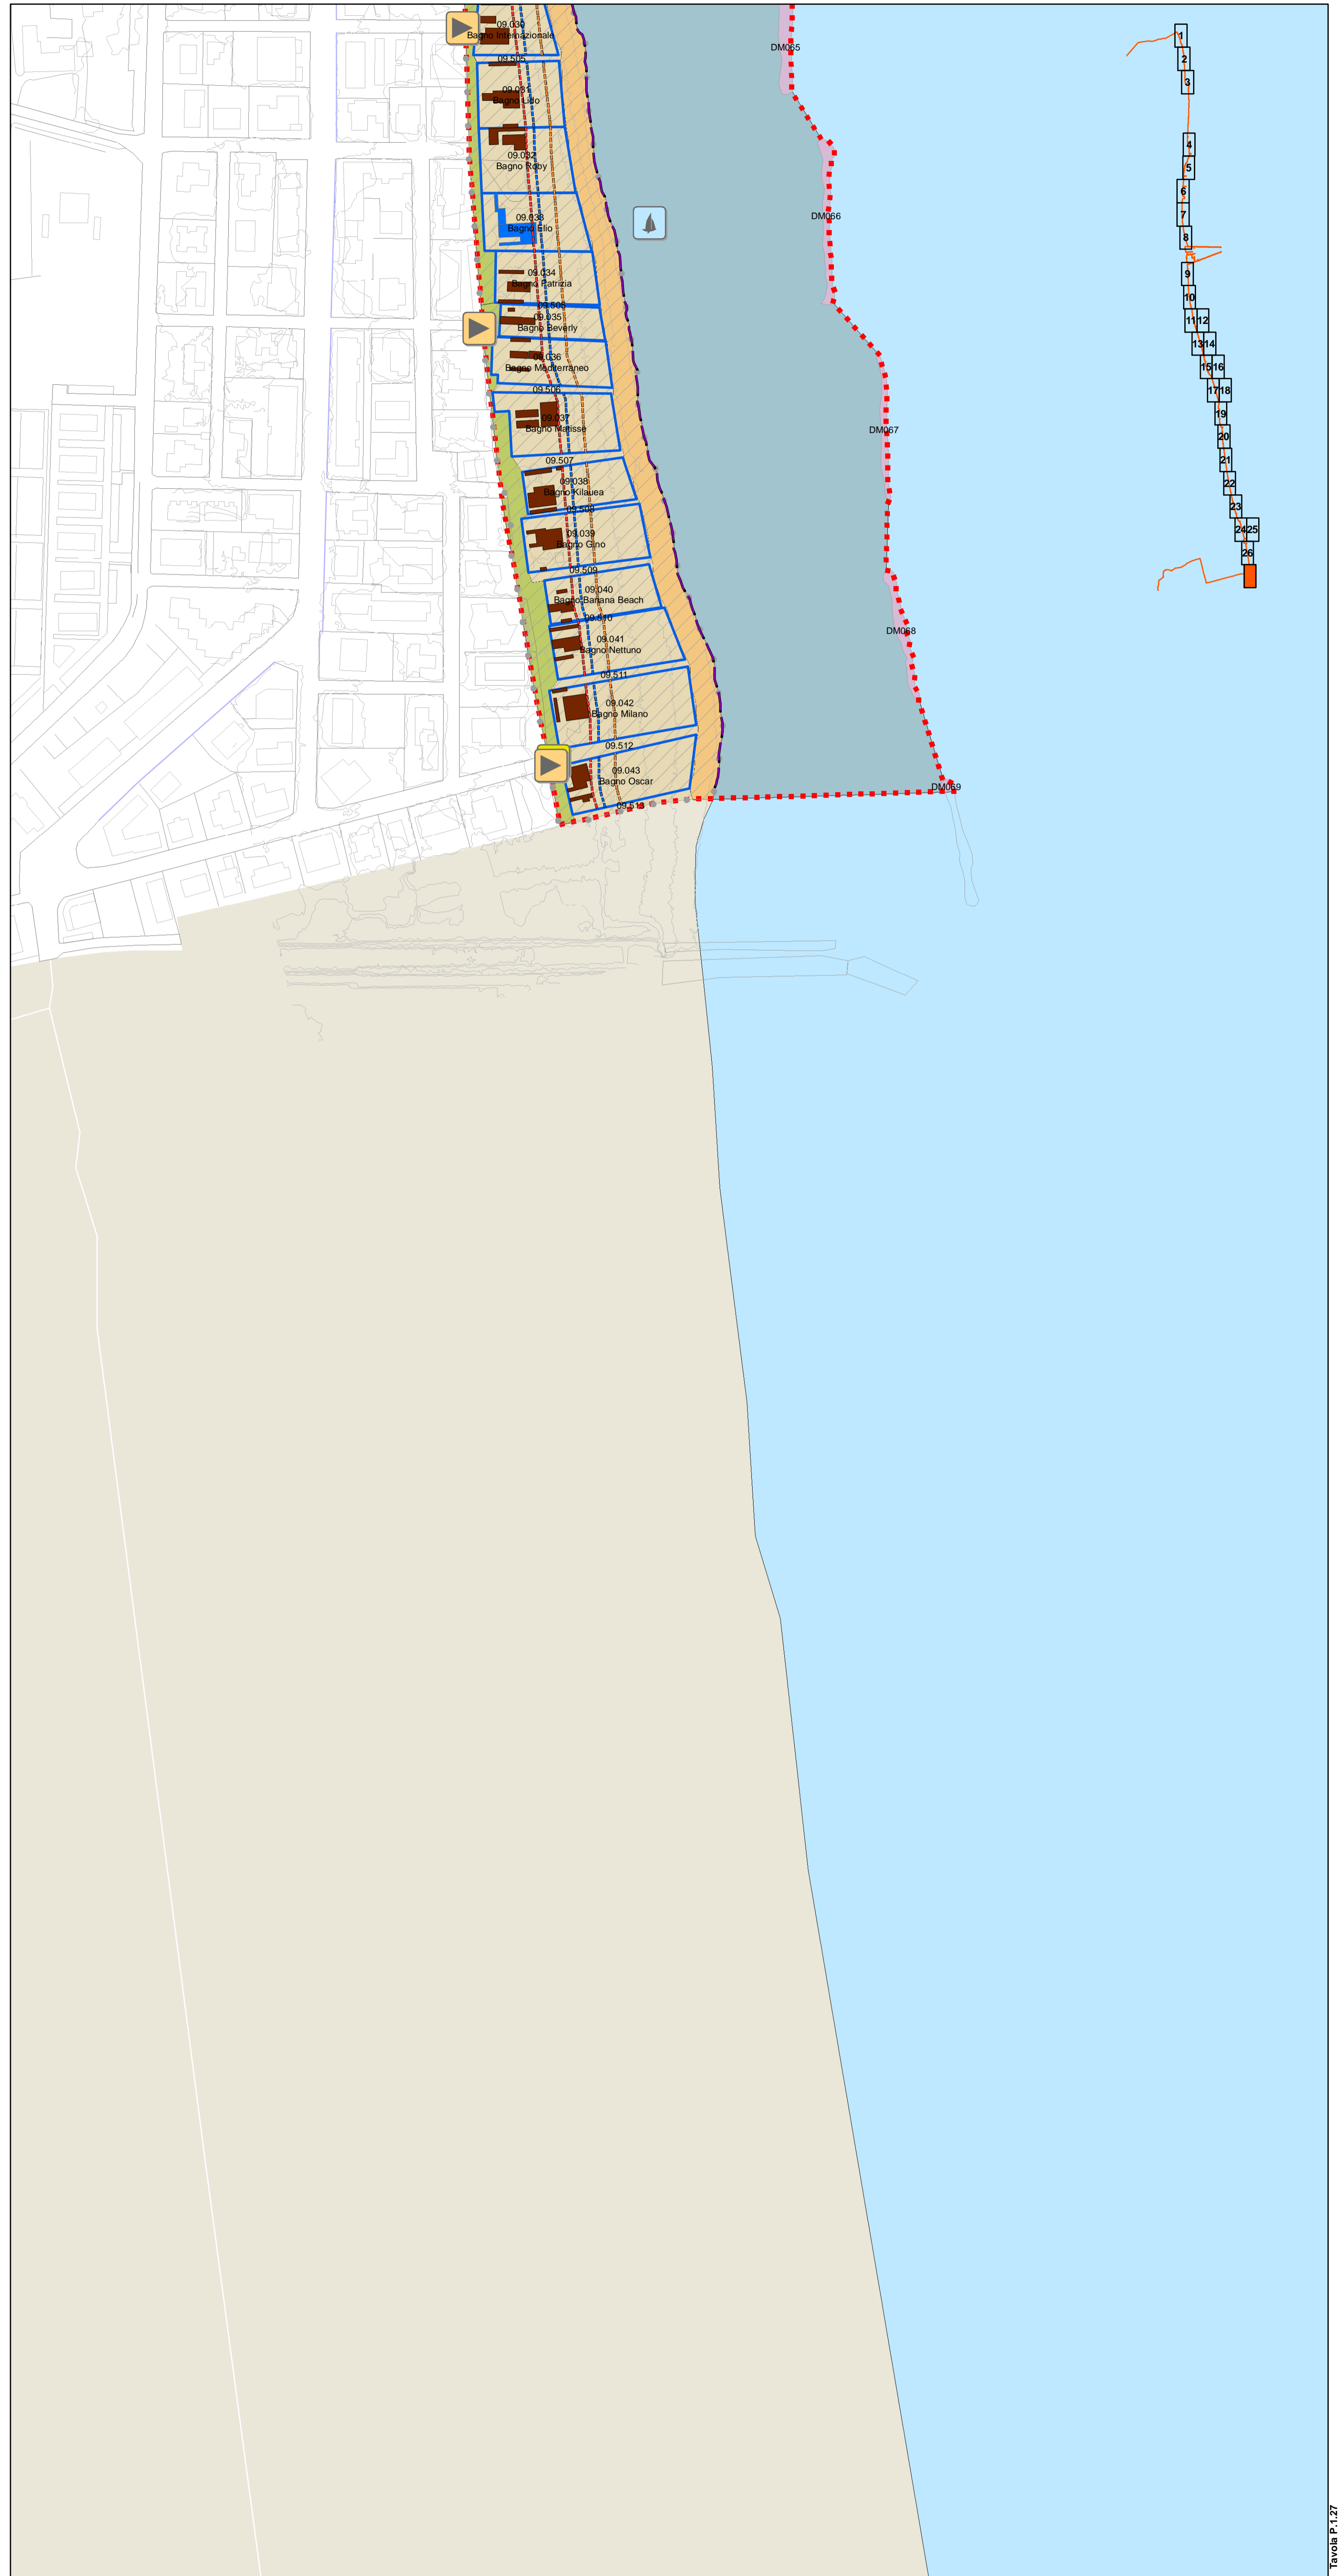 09.030
Bagno Internazionale
09.505
09.031
Bagno Lido
09.032
Bagno Roby
09.033
Bagno Elio
09.034
Bagno Patrizia
09.505
09.035
Bagno Beverly
09.036
Bagno Mediterraneo
09.506
09.037
Bagno Matisse
09.507
09.038
Bagno Kilauea
09.508
09.039
Bagno Gino
09.509
09.040
Bagno Banana Beach
09.510
09.041
Bagno Nettuno
09.511
09.042
Bagno Milano
09.512
09.043
Bagno Oscar
09.513
DM065
DM066
DM067
DM068
DM069
1
2
3
4
5
6
7
8
9
10
11 12
13 14
15 16
17 18
19
20
21
22
23
24 25
26
Tavola P.1.27